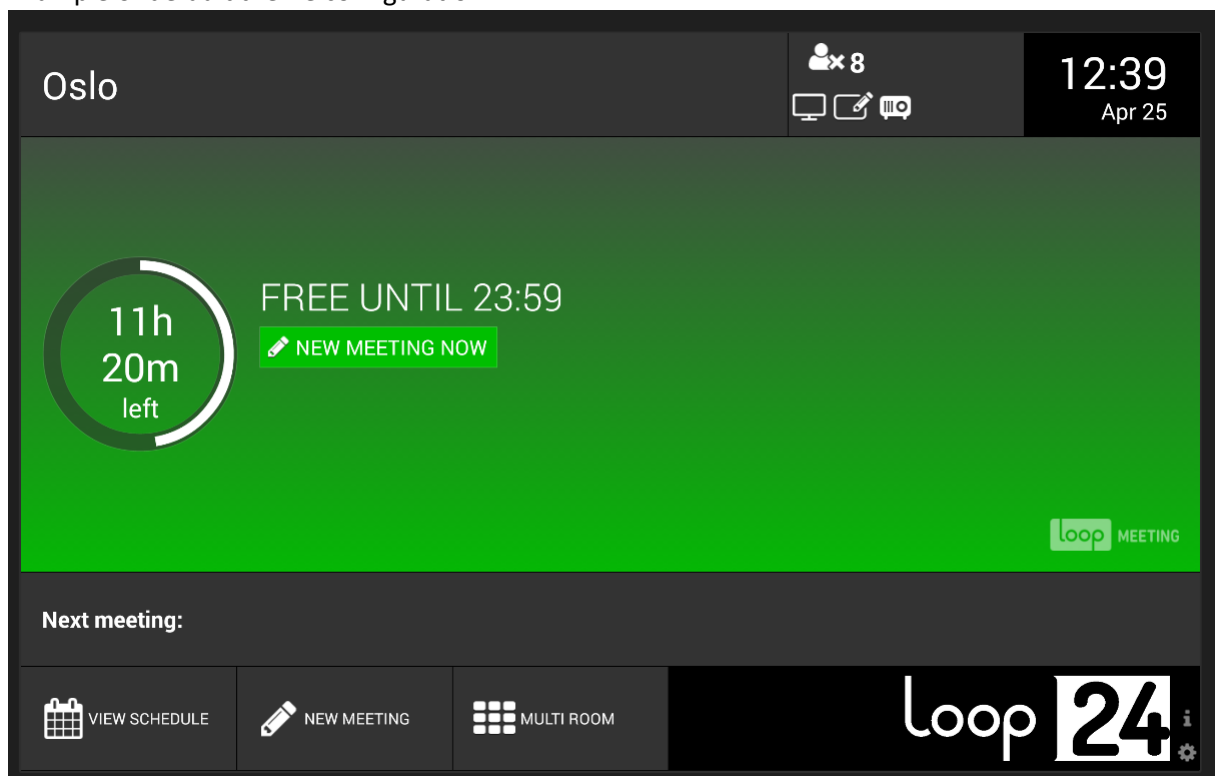 Oslo
8
12:39
Apr 25
11h
20m
left
FREE UNTIL 23:59
NEW MEETING NOW
loop MEETING
Next meeting:
VIEW SCHEDULE
NEW MEETING
MULTI ROOM
loop 24
i